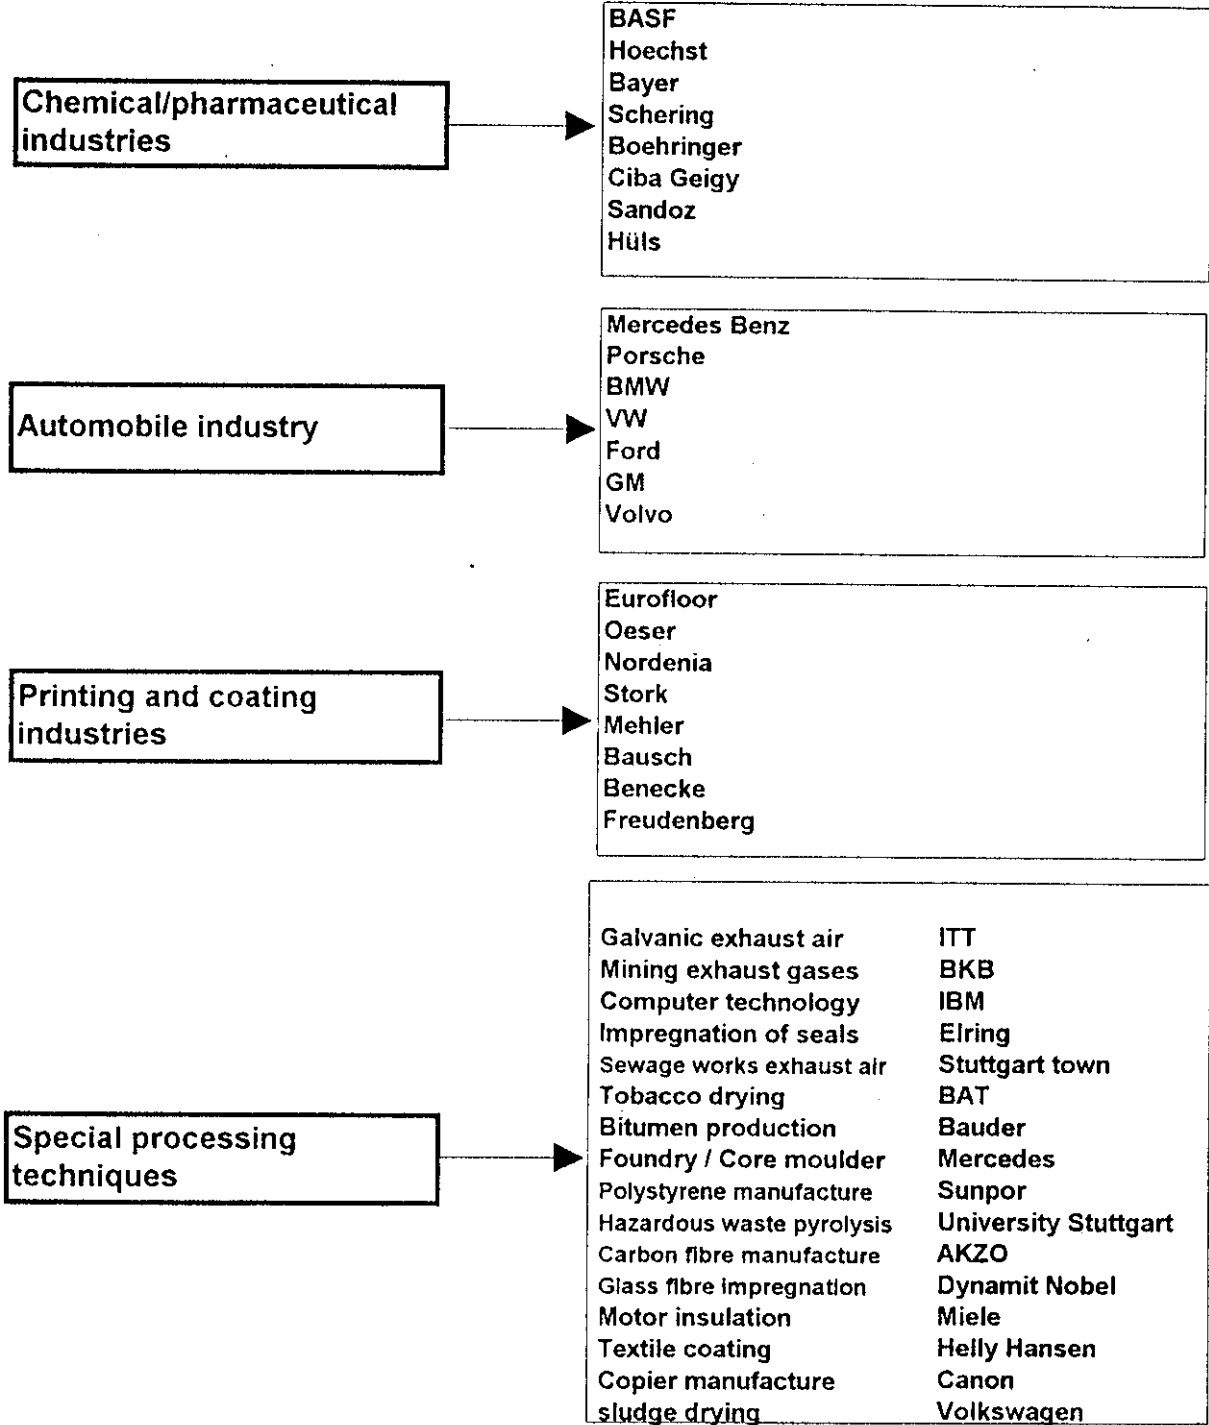 Chemical/pharmaceutical
industries
BASF
Hoechst
Bayer
Schering
Boehringer
Ciba Geigy
Sandoz
Hüls
Automobile industry
Mercedes Benz
Porsche
BMW
VW
Ford
GM
Volvo
Printing and coating
industries
Eurofloor
Oeser
Nordenia
Stork
Mehler
Bausch
Benecke
Freudenberg
Special processing
techniques
Galvanic exhaust air ITT
Mining exhaust gases BKB
Computer technology IBM
Impregnation of seals Elring
Sewage works exhaust air Stuttgart town
Tobacco drying BAT
Bitumen production Bauder
Foundry / Core moulder Mercedes
Polystyrene manufacture Sunpor
Hazardous waste pyrolysis University Stuttgart
Carbon fibre manufacture AKZO
Glass fibre impregnation Dynamit Nobel
Motor insulation Miele
Textile coating Helly Hansen
Copier manufacture Canon
sludge drying Volkswagen